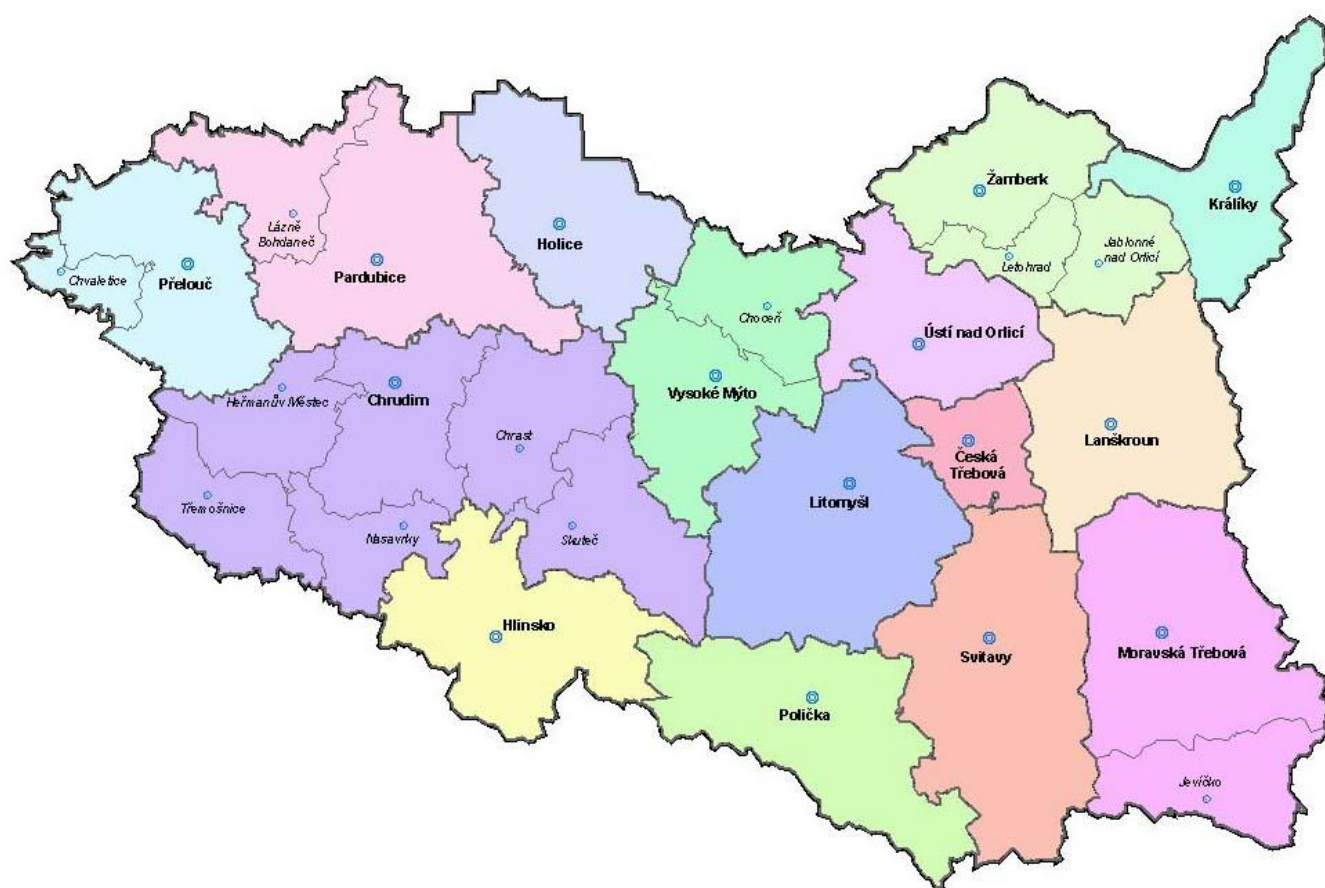 Žamberk
Králíky
Lázně
Bohdaneč
Holice
Jablonné
nad Orlicí
Letohrad
Chvaletice
Přelouč
Pardubice
Choceň
Ústí nad Orlicí
Heřmanův Městec
Chrudim
Vysoké Mýto
Chrast
Lanškroun
Česká
Třebová
Litomyšl
Třemošnice
Nasavrky
Skuteč
Hlinsko
Svitavy
Moravská Třebová
Polička
Jevíčko